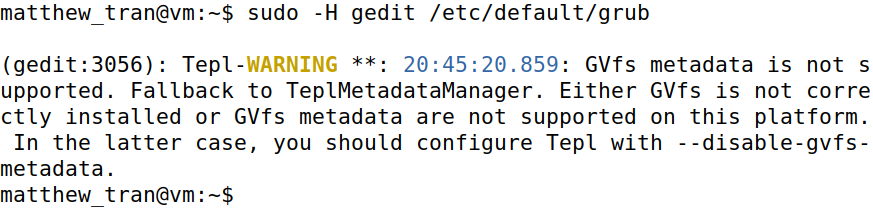 matthew_tran@vm:~$ sudo -H gedit /etc/default/grub

(gedit:3056): Tepl-WARNING **: 20:45:20.859: GVfs metadata is not s
upported. Fallback to TeplMetadataManager. Either GVfs is not corre
ctly installed or GVfs metadata are not supported on this platform.
 In the latter case, you should configure Tepl with --disable-gvfs-
metadata.
matthew_tran@vm:~$